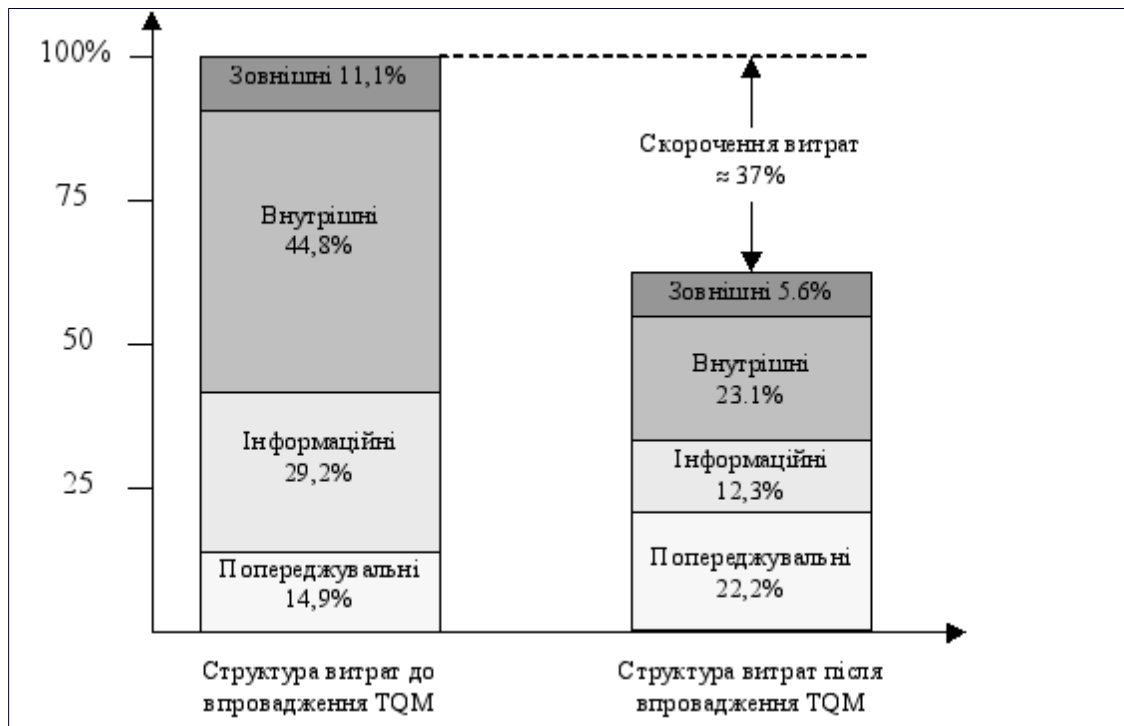 100%
75
50
25
Зовнішні 11,1%
Внутрішні
44,8%
Інформаційні
29,2%
Попереджувальні
14,9%
Скорочення витрат
≈ 37%
Зовнішні 5.6%
Внутрішні
23.1%
Інформаційні
12,3%
Попереджувальні
22,2%
Структура витрат до
впровадження TQM
Структура витрат після
впровадження TQM